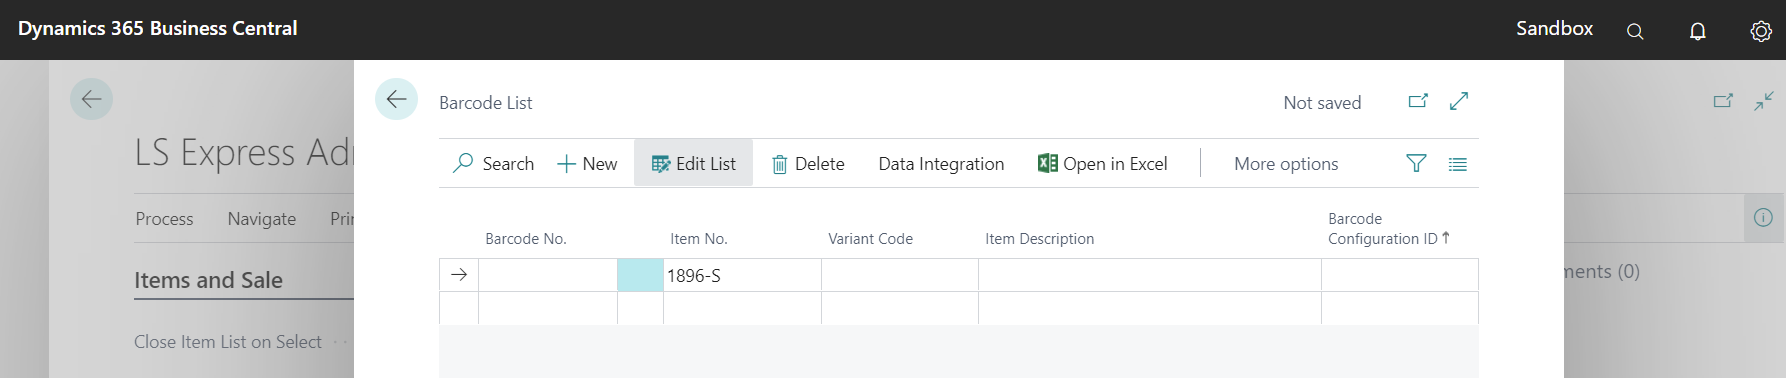 Dynamics 365 Business Central
Sandbox
Barcode List
Not saved
LS Express Ad
Search
New
Edit List
Delete
Data Integration
Open in Excel
More options
Process
Navigate
Pri
Barcode No.
Item No.
Variant Code
Item Description
Barcode
Configuration ID
Items and Sale
1896-S
ments (0)
Close Item List on Select